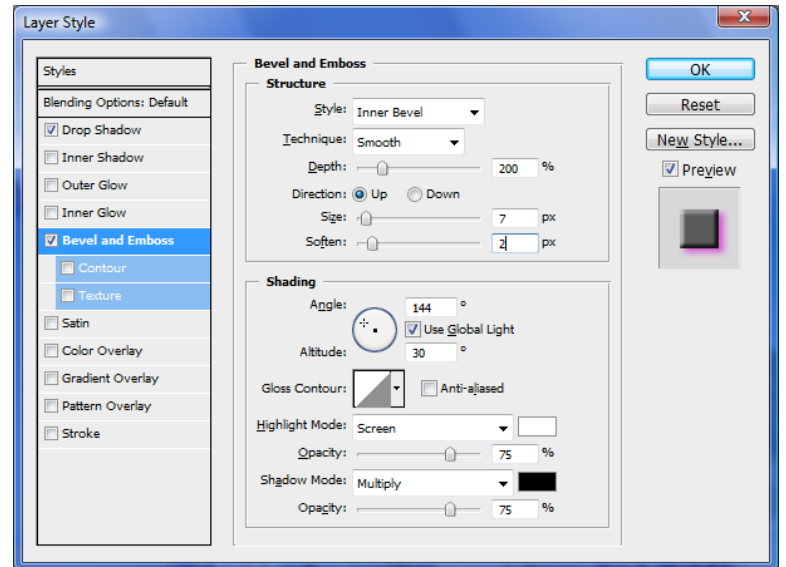 Layer Style
Styles
Blending Options: Default
Drop Shadow
Inner Shadow
Outer Glow
Inner Glow
Bevel and Emboss
Contour
Texture
Satin
Color Overlay
Gradient Overlay
Pattern Overlay
Stroke
Bevel and Emboss
Structure
Style: Inner Bevel
Technique: Smooth
Depth: 200 %
Direction: Up Down
Size: 7 px
Soften: 2 px
Shading
Angle: 144 °
Use Global Light
Altitude: 30 °
Gloss Contour: Anti-aliased
Highlight Mode: Screen
Opacity: 75 %
Shadow Mode: Multiply
Opacity: 75 %
OK
Reset
New Style...
Preview